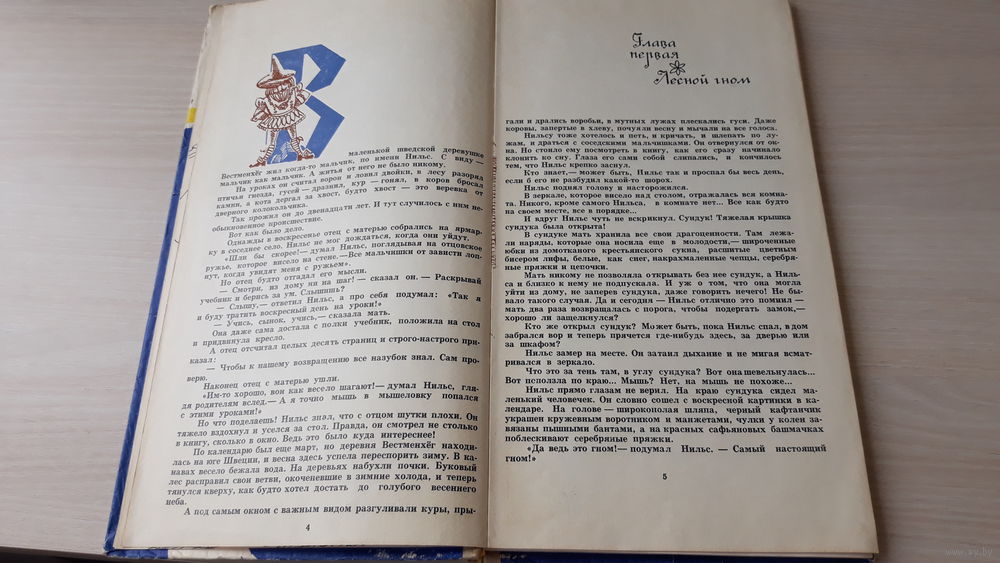 В
маленькой шведской деревушке
Вестменхёг жил когда-то мальчик, по имени Нильс. С виду —
мальчик как мальчик. А житья от него не было никому.
На уроках он считал ворон и ловил двойки, в лесу разорял
птичьи гнёзда, гусей — дразнил, кур — гонял, в коров бросал
камни, а кота дергал за хвост, будто хвост — это веревка от
дверного колокольчика.
Так прожил он до двенадцати лет. И тут случилось с ним не-
обыкновенное происшествие.
Вот как было дело.
Однажды в воскресенье отец с матерью собрались на ярмар-
ку в соседнее село. Нильс не мог дождаться, когда они уйдут.
«Шли бы скорее!— думал Нильс, поглядывая на отцовское
ружье, которое висело на стене.— Все мальчишки от зависти лоп-
нут, когда увидят меня с ружьем».
Но отец будто отгадал его мысли.
— Смотри, из дому ни на шаг! — сказал он. — Раскрывай
учебник и берись за ум. Слышишь?
— Слышу,— ответил Нильс, а про себя подумал: «Так я
и буду тратить воскресный день на уроки!»
— Учись, сынок, учись,— сказала мать.
Она даже сама достала с полки учебник, положила на стол
и придвинула кресло.
А отец отсчитал целых десять страниц и строго-настрого при-
казал:
— Чтобы к нашему возвращению все назубок знал. Сам про-
верю.
Наконец отец с матерью ушли.
«Им-то хорошо, вон как весело шагают!— думал Нильс, гля-
дя родителям вслед.— А я точно мышь в мышеловку попался
с этими уроками!»
Но что поделаешь! Нильс знал, что с отцом шутки плохи. Он
тяжело вздохнул и уселся за стол. Правда, он смотрел не столько
в книгу, сколько в окно. Ведь это было куда интереснее!
По календарю был еще март, но деревня Вестменхёг находи-
лась на юге Швеции, и весна здесь успела переспорить зиму. В ка-
навах весело бежала вода. На деревьях набухли почки. Буковый
лес расправил свои ветви, окоченевшие в зимние холода, и теперь
тянулся кверху, как будто хотел достать до голубого весеннего
неба.
А под самым окном с важным видом разгуливали куры, пры-
4
Глава
первая
Лесной гном
гали и дрались воробьи, в мутных лужах плескались гуси. Даже
коровы, запертые в хлеву, почуяли весну и мычали на все голоса.
Нильсу тоже хотелось и петь, и кричать, и шлепать по лу-
жам, и драться с соседскими мальчишками. Он отвернулся от ок-
на. Но стоило ему посмотреть в книгу, как его сразу начинало
клонить ко сну. Глаза его сами собой слипались, и кончилось
тем, что Нильс крепко заснул.
Кто знает,— может быть, Нильс так и проспал бы весь день,
если б его не разбудил какой-то шорох.
Нильс поднял голову и насторожился.
В зеркале, которое висело над столом, отражалась вся комна-
та. Никого, кроме самого Нильса, в комнате нет... Все как будто
на своем месте, все в порядке...
И вдруг Нильс чуть не вскрикнул. Сундук! Тяжелая крышка
сундука была открыта!
В сундуке мать хранила все свои драгоценности. Там лежа-
ли наряды, которые она носила еще в молодости,— широченные
юбки из домотканого крестьянского сукна, расшитые цветным
бисером лифы, белые, как снег, накрахмаленные чепцы, серебря-
ные пряжки и цепочки.
Мать никому не позволяла открывать без нее сундук, а Ниль-
са и близко к нему не подпускала. И уж о том, что она могла
уйти из дому, не заперев сундука, даже говорить нечего! Не бы-
вало такого случая. Да и сегодня — Нильс отлично это помнил —
мать два раза возвращалась с порога, чтобы подергать замок,—
хорошо ли защелкнулся?
Кто же открыл сундук? Может быть, пока Нильс спал, в дом
забрался вор и теперь прячется где-нибудь здесь, за дверью или
за шкафом?
Нильс замер на месте. Он затаил дыхание и не мигая всмат-
ривался в зеркало.
Что это за тень там, в углу сундука? Вот она шевельнулась...
Вот поползла по краю... Мышь? Нет, на мышь не похоже...
Нильс прямо глазам не верил. На краю сундука сидел ма-
ленький человечек. Он словно сошел с воскресной картинки в ка-
лендаре. На голове — широкополая шляпа, черный кафтанчик
украшен кружевным воротником и манжетами, чулки у колен за-
вязаны пышными бантами, а на красных сафьяновых башмачках
поблескивают серебряные пряжки.
«Да ведь это гном!— подумал Нильс. — Самый настоящий
гном!»
5
www.ay.by